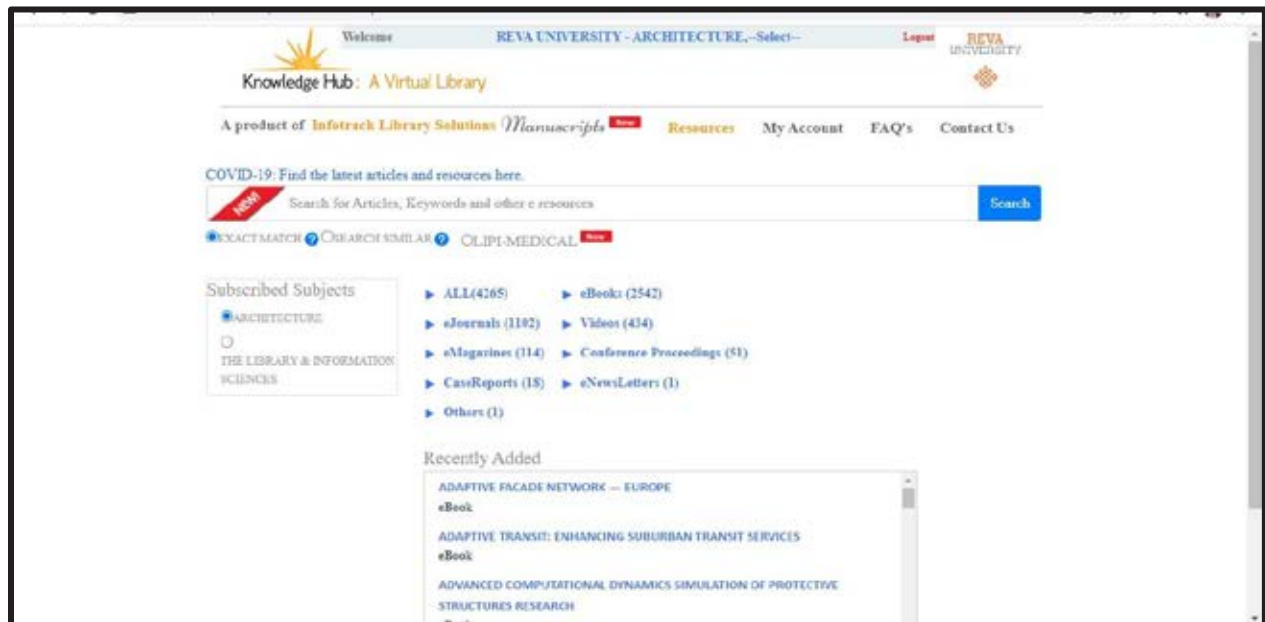 Welcome REVA UNIVERSITY - ARCHITECTURE,--Select-- Logout
REVA
UNIVERSITY
Knowledge Hub: A Virtual Library
A product of Infotrack Library Solutions Manuscripts New Resources My Account FAQ's Contact Us
COVID-19: Find the latest articles and resources here.
NEW! Search for Articles, Keywords and other e resources Search
EXACT MATCH ? SEARCH SIMILAR ? LIPI-MEDICAL New
Subscribed Subjects
ARCHITECTURE
THE LIBRARY & INFORMATION
SCIENCES
ALL(4265) eBooks (2542)
eJournals (1102) Videos (434)
eMagazines (114) Conference Proceedings (51)
CaseReports (18) eNewsLetters (1)
Others (1)
Recently Added
ADAPTIVE FACADE NETWORK — EUROPE
eBook
ADAPTIVE TRANSIT: ENHANCING SUBURBAN TRANSIT SERVICES
eBook
ADVANCED COMPUTATIONAL DYNAMICS SIMULATION OF PROTECTIVE
STRUCTURES RESEARCH